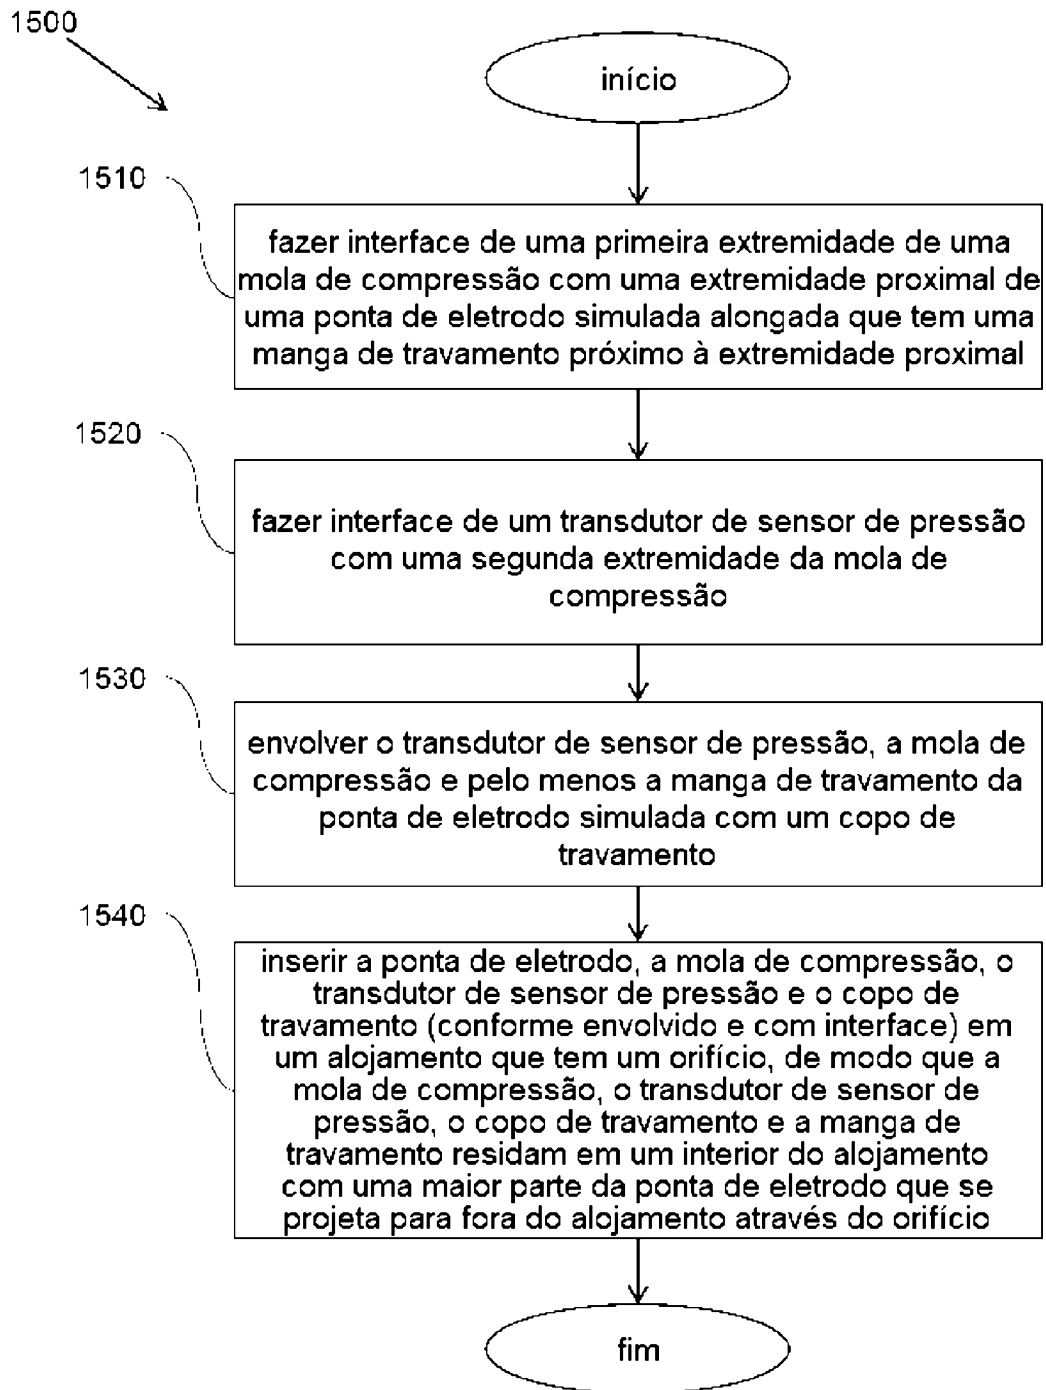 1500
início
1510
fazer interface de uma primeira extremidade de uma
mola de compressão com uma extremidade proximal de
uma ponta de eletrodo simulada alongada que tem uma
manga de travamento próximo à extremidade proximal
1520
fazer interface de um transdutor de sensor de pressão
com uma segunda extremidade da mola de
compressão
1530
envolver o transdutor de sensor de pressão, a mola de
compressão e pelo menos a manga de travamento da
ponta de eletrodo simulada com um copo de
travamento
1540
inserir a ponta de eletrodo, a mola de compressão, o
transdutor de sensor de pressão e o copo de
travamento (conforme envolvido e com interface) em
um alojamento que tem um orifício, de modo que a
mola de compressão, o transdutor de sensor de
pressão, o copo de travamento e a manga de
travamento residam em um interior do alojamento
com uma maior parte da ponta de eletrodo que se
projeta para fora do alojamento através do orifício
fim